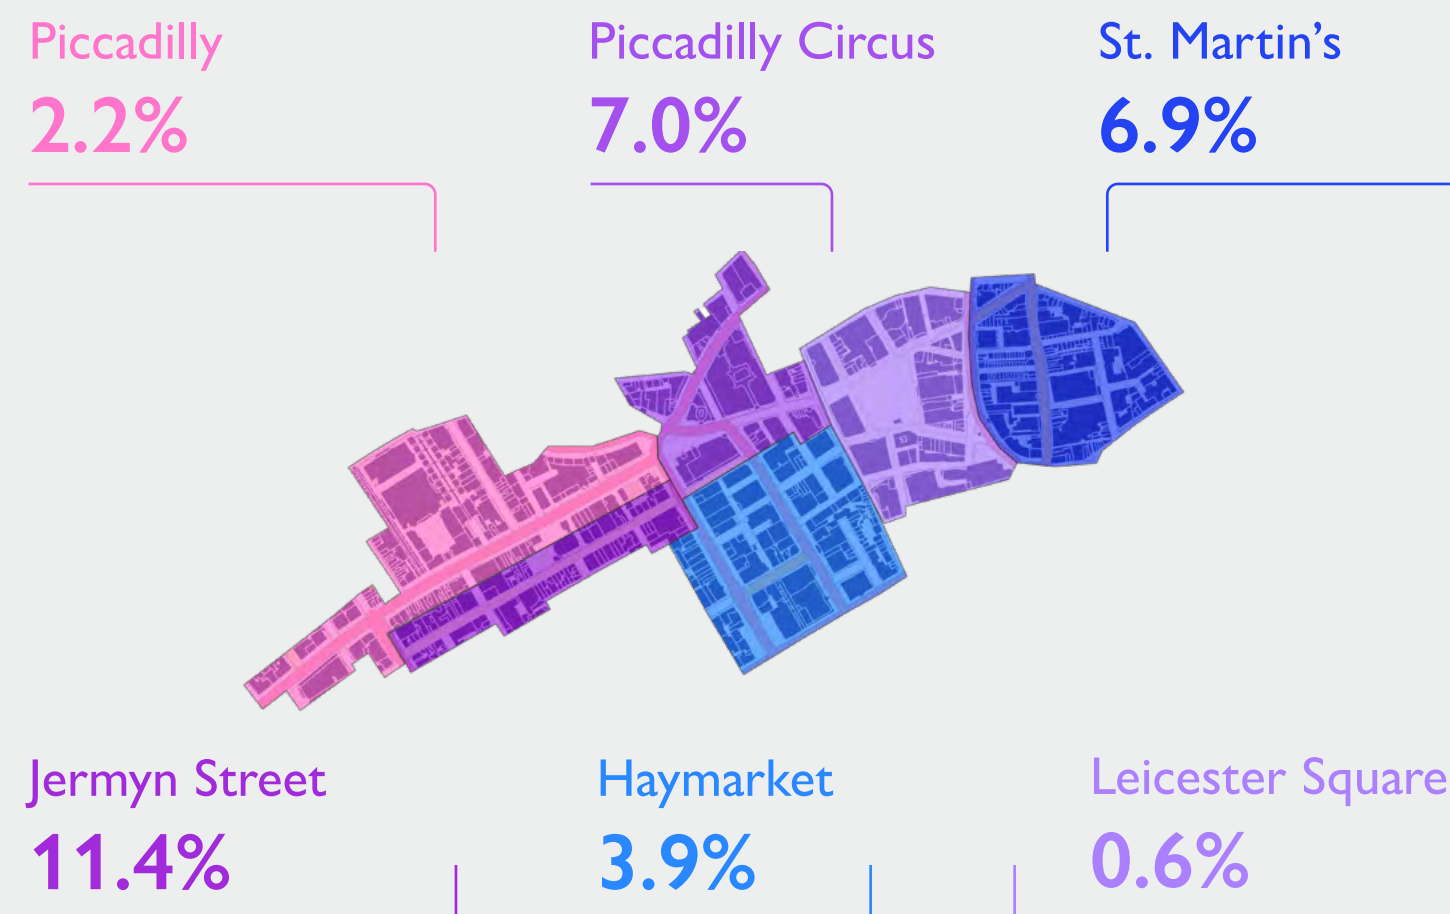 Piccadilly
2.2%
Piccadilly Circus
7.0%
St. Martin’s
6.9%
Jermyn Street
11.4%
Haymarket
3.9%
Leicester Square
0.6%